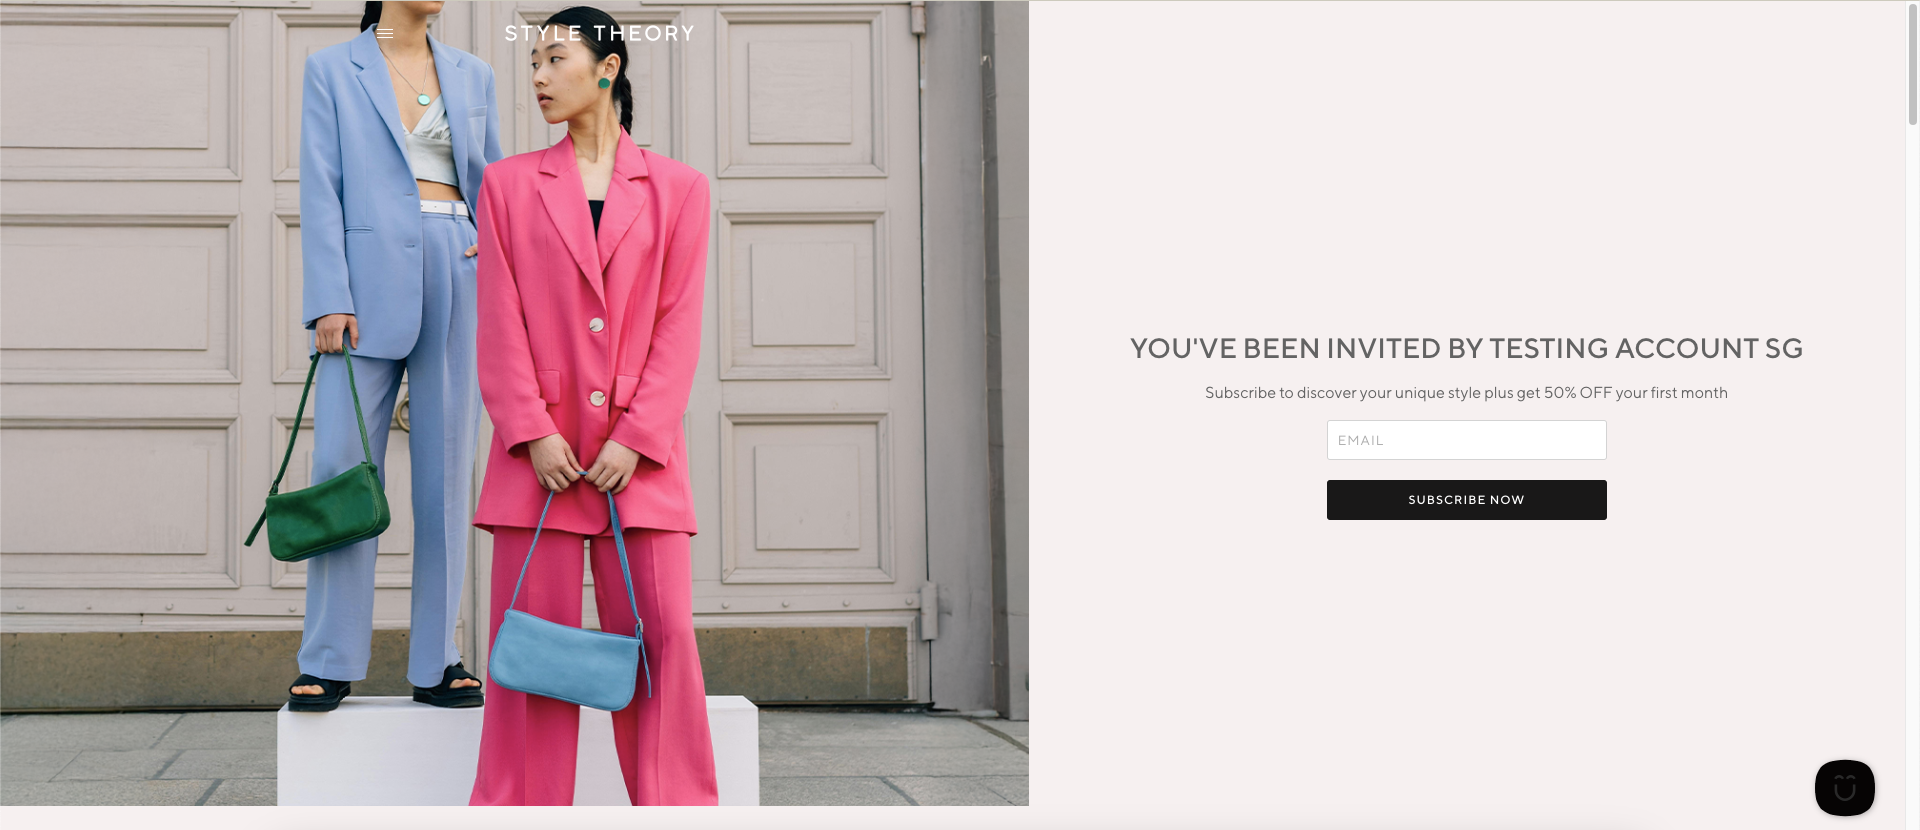 STYLE THEORY
YOU'VE BEEN INVITED BY TESTING ACCOUNT SG
Subscribe to discover your unique style plus get 50% OFF your first month
EMAIL
SUBSCRIBE NOW